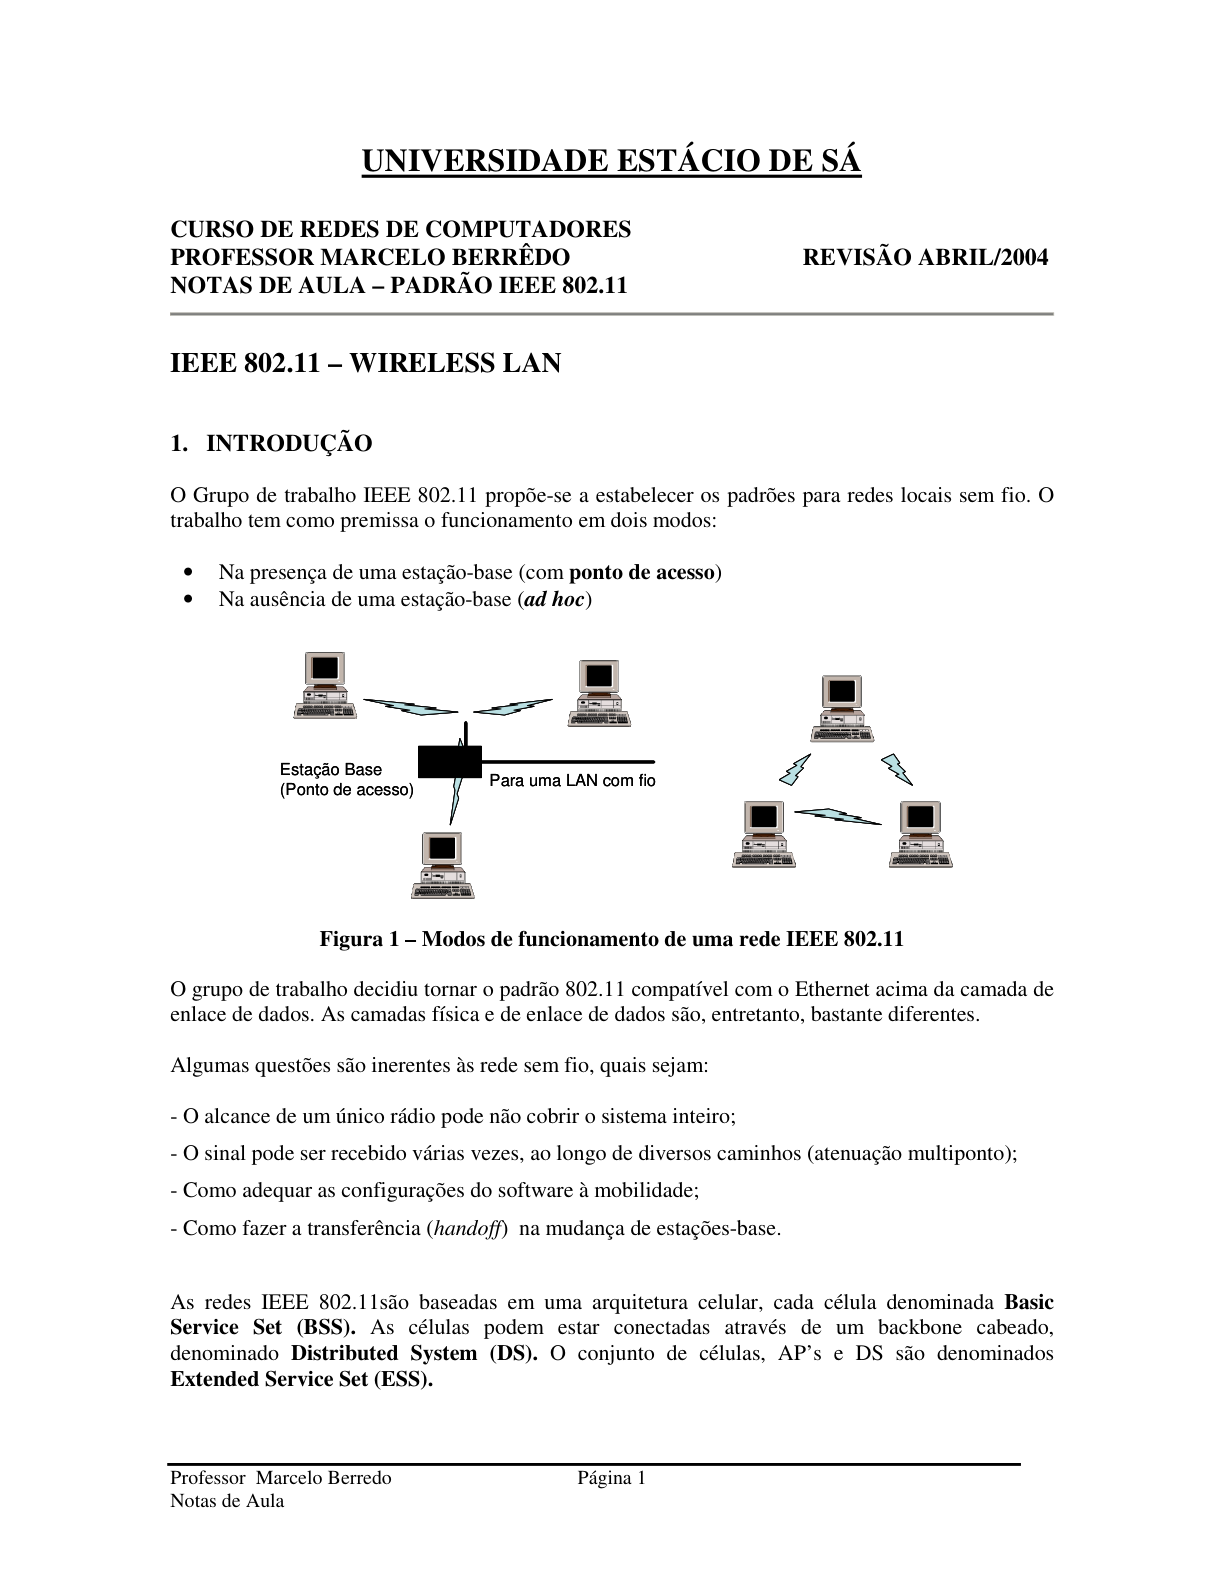 UNIVERSIDADE ESTÁCIO DE SÁ
CURSO DE REDES DE COMPUTADORES
PROFESSOR MARCELO BERRÊDO REVISÃO ABRIL/2004
NOTAS DE AULA – PADRÃO IEEE 802.11
IEEE 802.11 – WIRELESS LAN
1. INTRODUÇÃO
O Grupo de trabalho IEEE 802.11 propõe-se a estabelecer os padrões para redes locais sem fio. O
trabalho tem como premissa o funcionamento em dois modos:
• Na presença de uma estação-base (com ponto de acesso)
• Na ausência de uma estação-base (ad hoc)
Estação Base
(Ponto de acesso)
Para uma LAN com fio
Figura 1 – Modos de funcionamento de uma rede IEEE 802.11
O grupo de trabalho decidiu tornar o padrão 802.11 compatível com o Ethernet acima da camada de
enlace de dados. As camadas física e de enlace de dados são, entretanto, bastante diferentes.
Algumas questões são inerentes às rede sem fio, quais sejam:
- O alcance de um único rádio pode não cobrir o sistema inteiro;
- O sinal pode ser recebido várias vezes, ao longo de diversos caminhos (atenuação multiponto);
- Como adequar as configurações do software à mobilidade;
- Como fazer a transferência (handoff) na mudança de estações-base.
As redes IEEE 802.11são baseadas em uma arquitetura celular, cada célula denominada Basic
Service Set (BSS). As células podem estar conectadas através de um backbone cabeado,
denominado Distributed System (DS). O conjunto de células, AP’s e DS são denominados
Extended Service Set (ESS).
Professor Marcelo Berredo Página 1
Notas de Aula